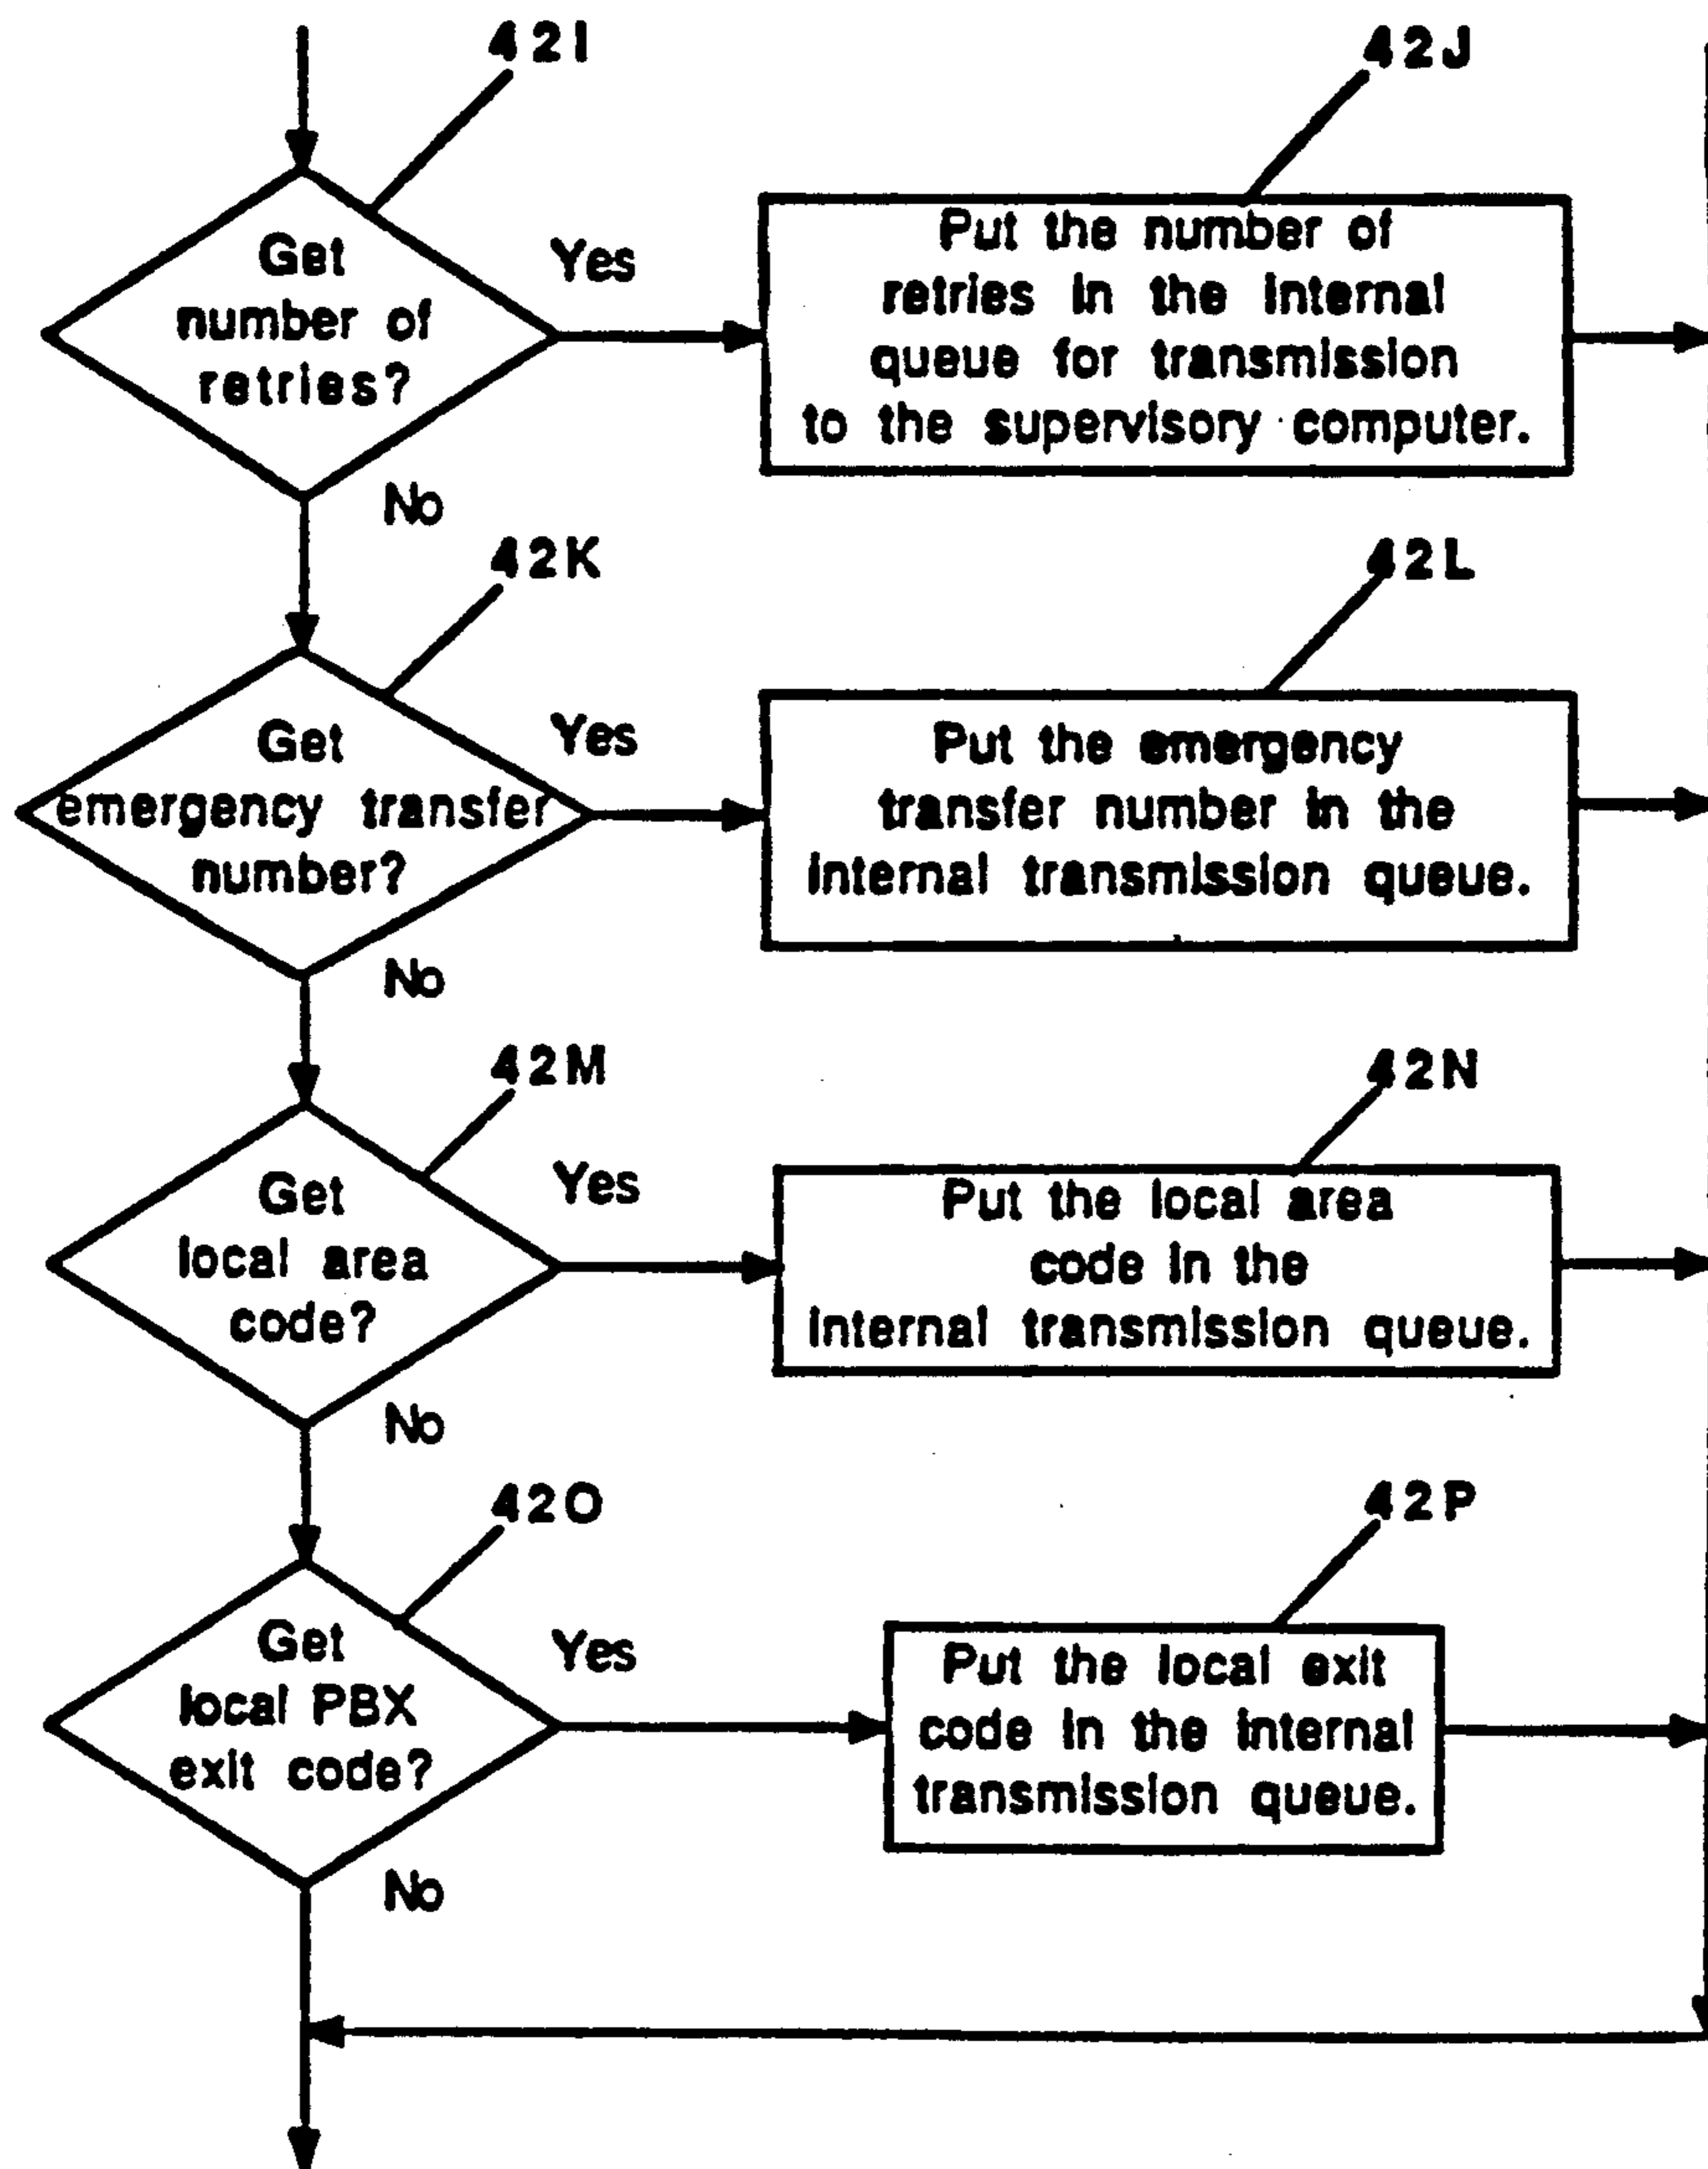 42I
42J
Get
number of
retries?
Yes
Put the number of
retries in the internal
queue for transmission
to the supervisory computer.
No
42K
42L
Get
emergency transfer
number?
Yes
Put the emergency
transfer number in the
internal transmission queue.
No
42M
42N
Get
local area
code?
Yes
Put the local area
code in the
internal transmission queue.
No
42O
42P
Get
local PBX
exit code?
Yes
Put the local exit
code in the internal
transmission queue.
No